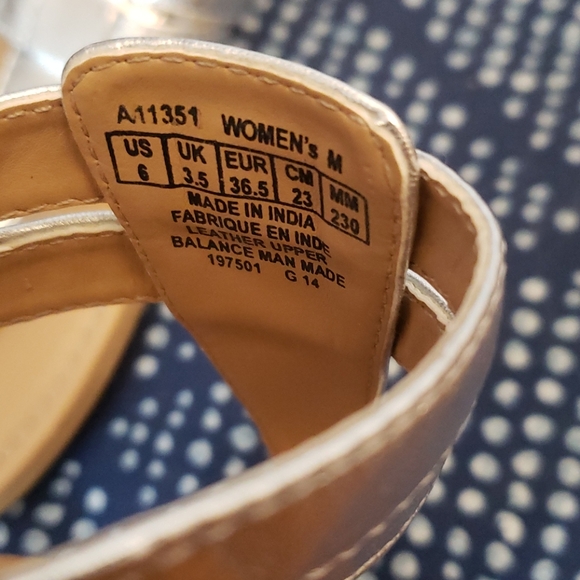 A11351 WOMEN's M
US UK EUR CM MM
6 3.5 36.5 23 230
MADE IN INDIA
FABRIQUE EN INDE
LEATHER UPPER
BALANCE MAN MADE
197501 G 14